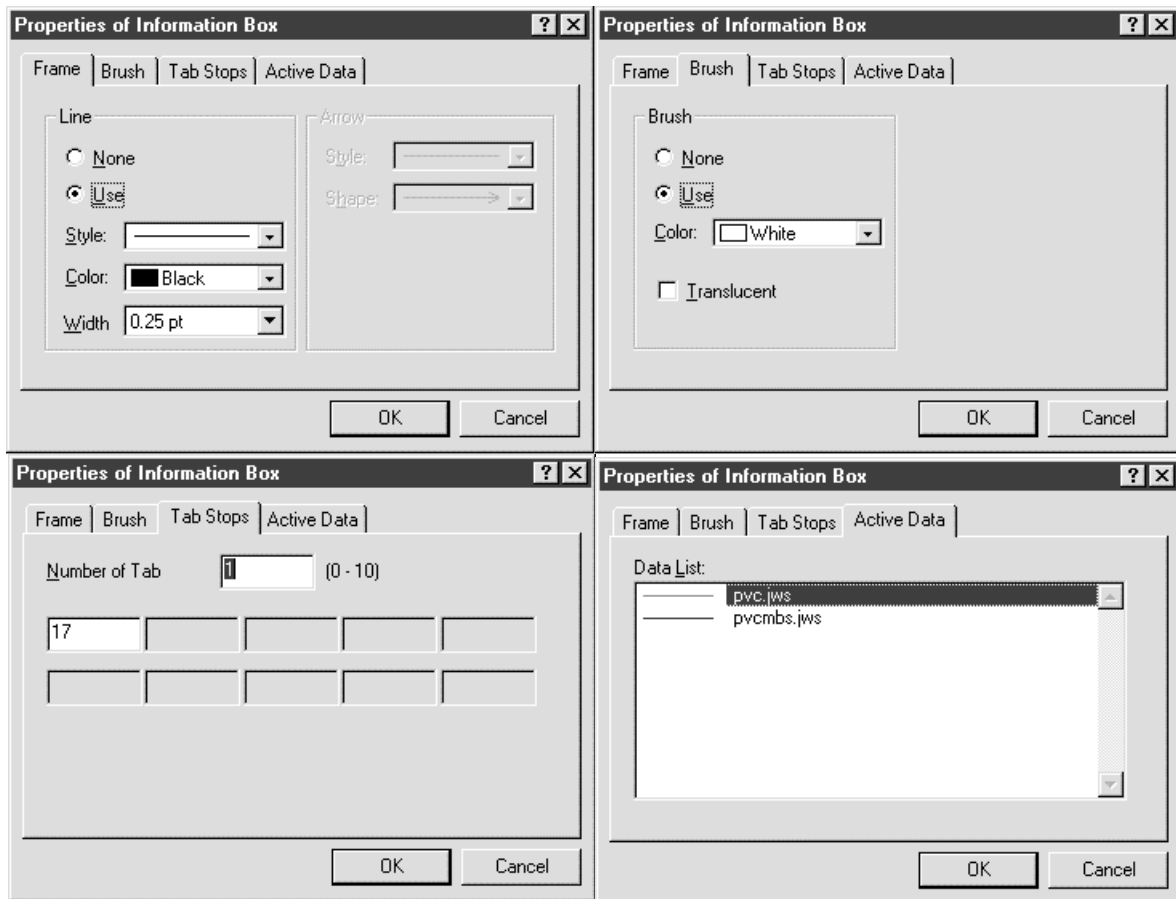 Properties of Information Box
Frame Brush Tab Stops Active Data
Line
None
Use
Style:
Color: Black
Width 0.25 pt
Arrow
Style:
Shape:
OK Cancel
Properties of Information Box
Frame Brush Tab Stops Active Data
Brush
None
Use
Color: White
Translucent
OK Cancel
Properties of Information Box
Frame Brush Tab Stops Active Data
Number of Tab 1 (0 - 10)
17
OK Cancel
Properties of Information Box
Frame Brush Tab Stops Active Data
Data List:
pvc.jws
pvcmbs.jws
OK Cancel